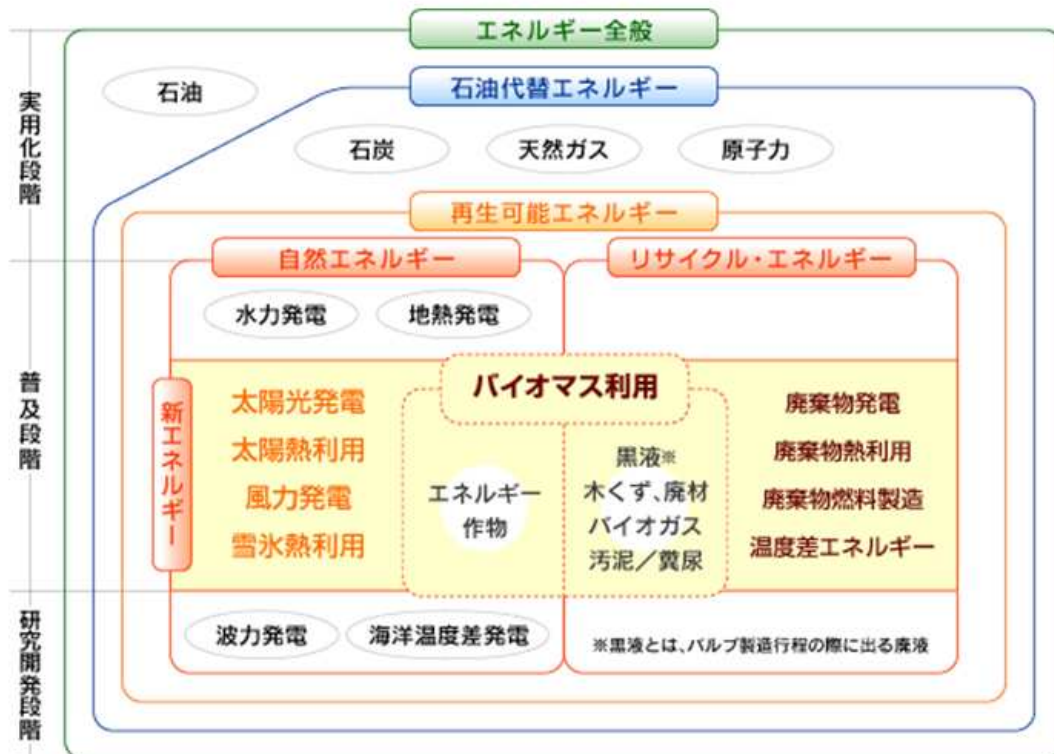 エネルギー全般
実用化段階
石油
石油代替エネルギー
石炭
天然ガス
原子力
再生可能エネルギー
自然エネルギー
リサイクル・エネルギー
普及段階
水力発電
地熱発電
新エネルギー
太陽光発電
太陽熱利用
風力発電
雪氷熱利用
バイオマス利用
エネルギー
作物
黒液※
木くず、廃材
バイオガス
汚泥／糞尿
廃棄物発電
廃棄物熱利用
廃棄物燃料製造
温度差エネルギー
研究開発段階
波力発電
海洋温度差発電
※黒液とは、パルプ製造行程の際に出る廃液